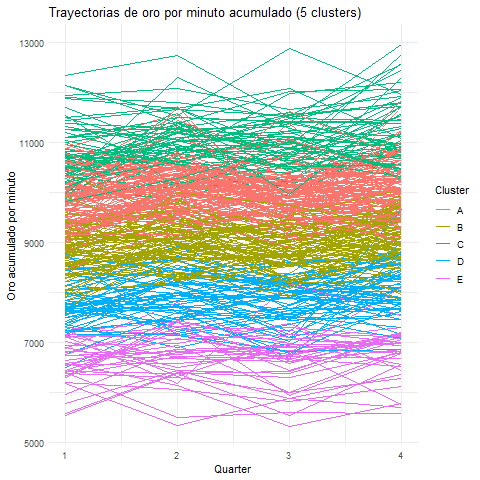 Trayectorias de oro por minuto acumulado (5 clusters)
Oro acumulado por minuto
13000
11000
9000
7000
5000
1
2
3
4
Quarter
Cluster
A
B
C
D
E